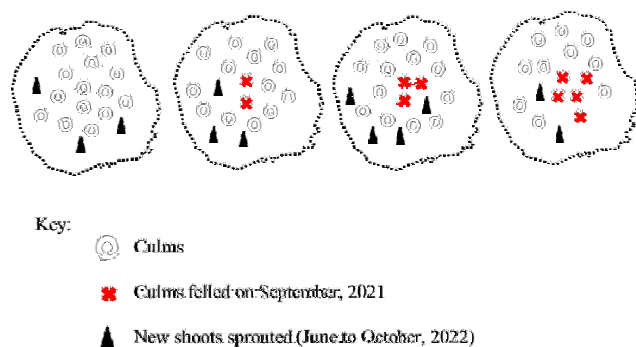 Key:
Culms
Culms felled on September, 2021
New shoots sprouted (June to October, 2022)